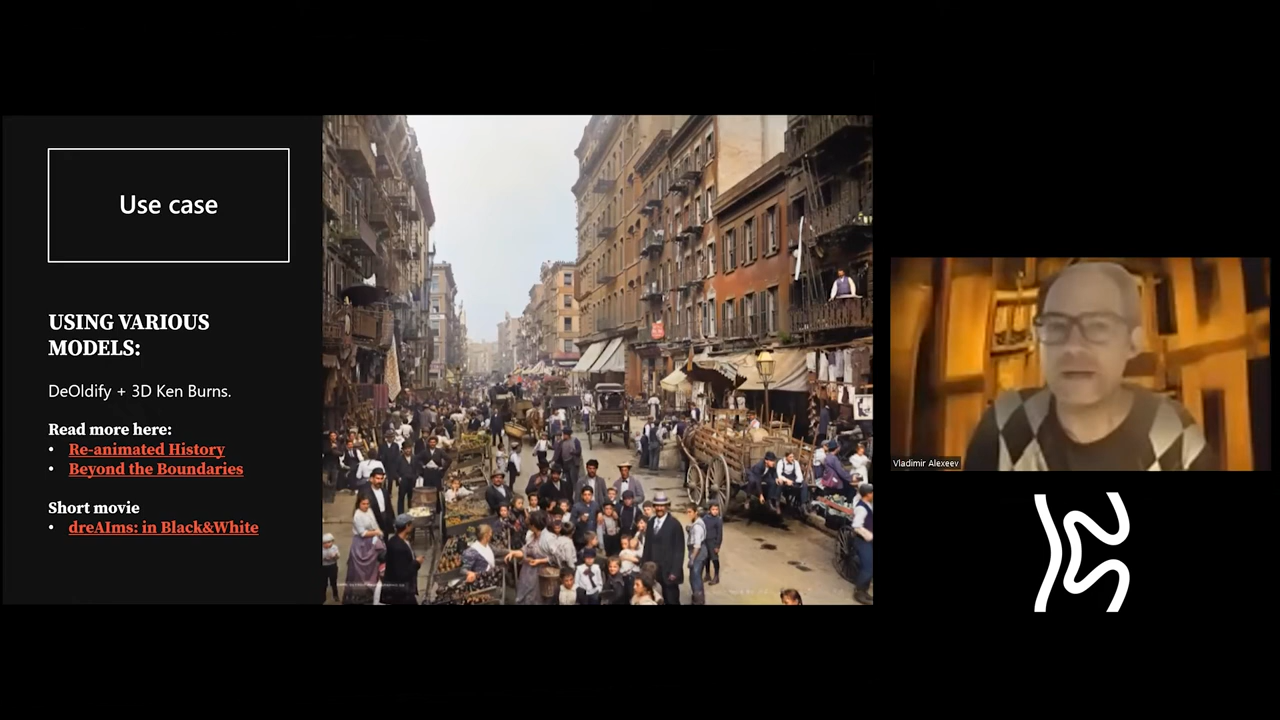 Use case
USING VARIOUS
MODELS:
DeOldify + 3D Ken Burns.
Read more here:
• Re-animated History
• Beyond the Boundaries
Short movie
• dreAIms: in Black&White
Vladimir Alexeev